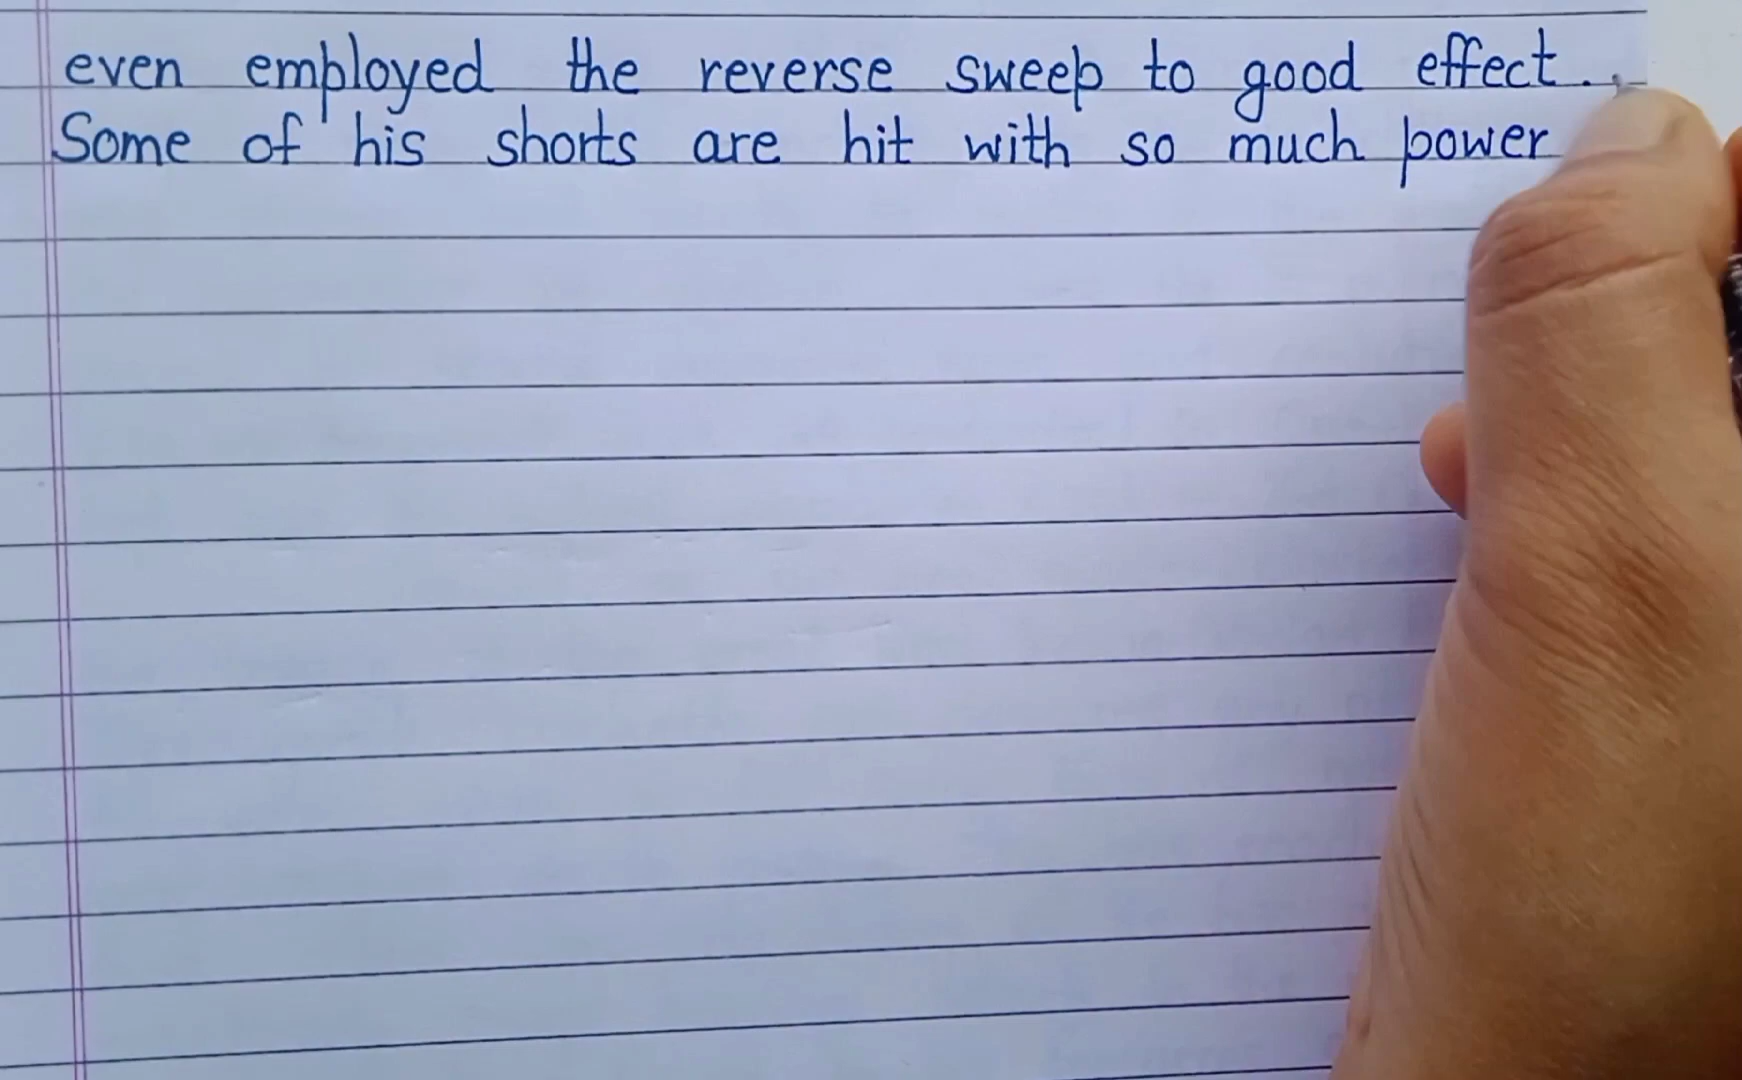 even employed the reverse sweep to good effect.
Some of his shorts are hit with so much power